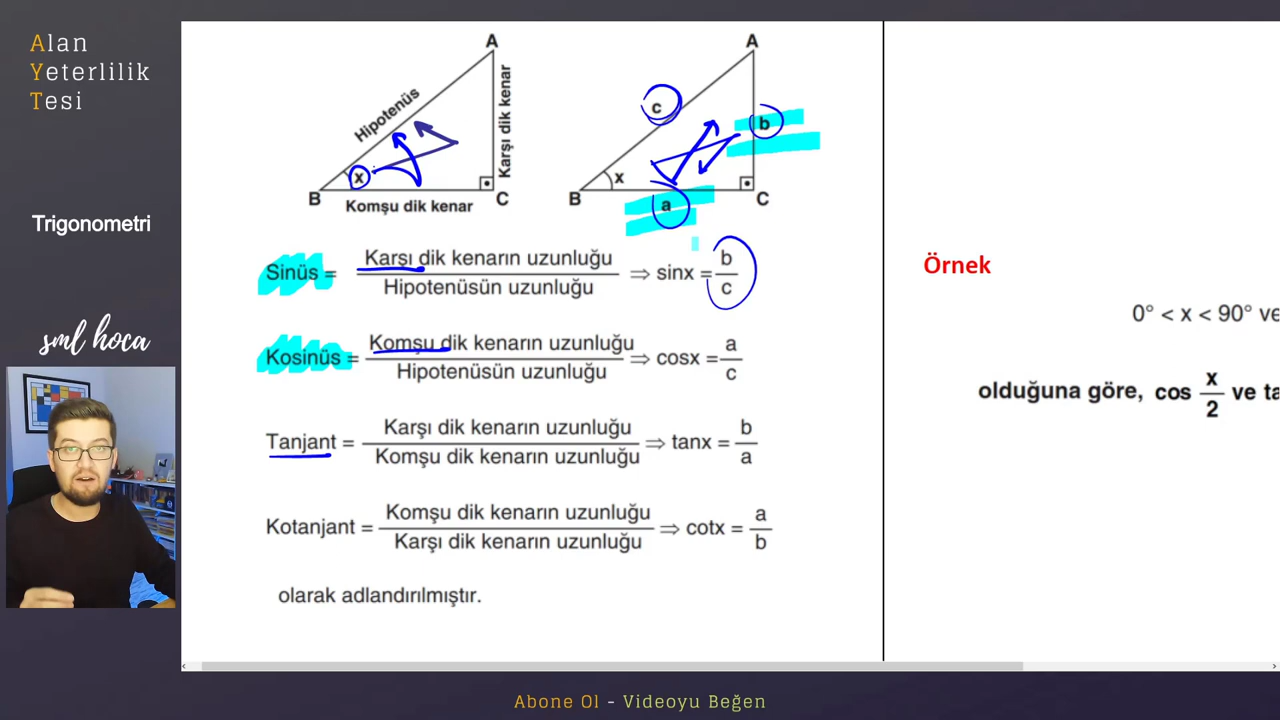 Alan
Yeterlilik
Tesi
Trigonometri
sml hoca
A
Hipotenüs
Karşı dik kenar
x
B
C
Komşu dik kenar
A
c
b
x
B
a
C
Sinüs = Karşı dik kenarın uzunluğu / Hipotenüsün uzunluğu ⇒ sinx = b / c
Kosinüs = Komşu dik kenarın uzunluğu / Hipotenüsün uzunluğu ⇒ cosx = a / c
Tanjant = Karşı dik kenarın uzunluğu / Komşu dik kenarın uzunluğu ⇒ tanx = b / a
Kotanjant = Komşu dik kenarın uzunluğu / Karşı dik kenarın uzunluğu ⇒ cotx = a / b
olarak adlandırılmıştır.
Örnek
0° < x < 90° ve
olduğuna göre, cos x / 2 ve ta
Abone Ol - Videoyu Beğen